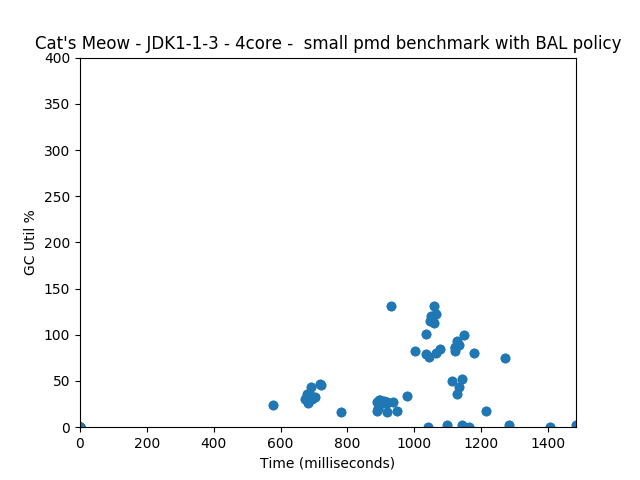 Cat's Meow - JDK1-1-3 - 4core -  small pmd benchmark with BAL policy
400
350
300
250
200
150
100
50
0
GC Util %
0 200 400 600 800 1000 1200 1400
Time (milliseconds)